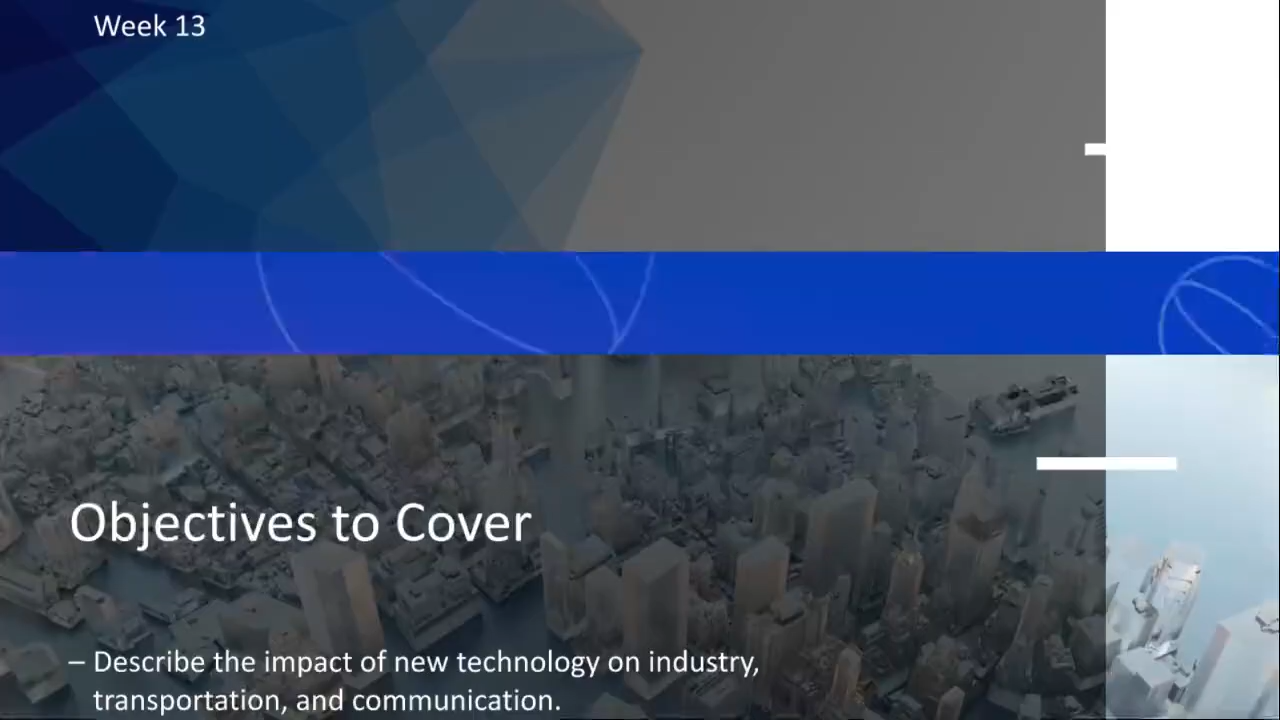 Week 13
Objectives to Cover
– Describe the impact of new technology on industry,
transportation, and communication.